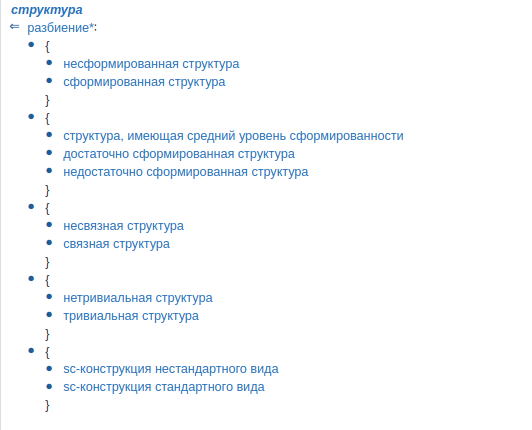 структура
⇐ разбиение*:
• {
• несформированная структура
• сформированная структура
}
• {
• структура, имеющая средний уровень сформированности
• достаточно сформированная структура
• недостаточно сформированная структура
}
• {
• несвязная структура
• связная структура
}
• {
• нетривиальная структура
• тривиальная структура
}
• {
• sc-конструкция нестандартного вида
• sc-конструкция стандартного вида
}